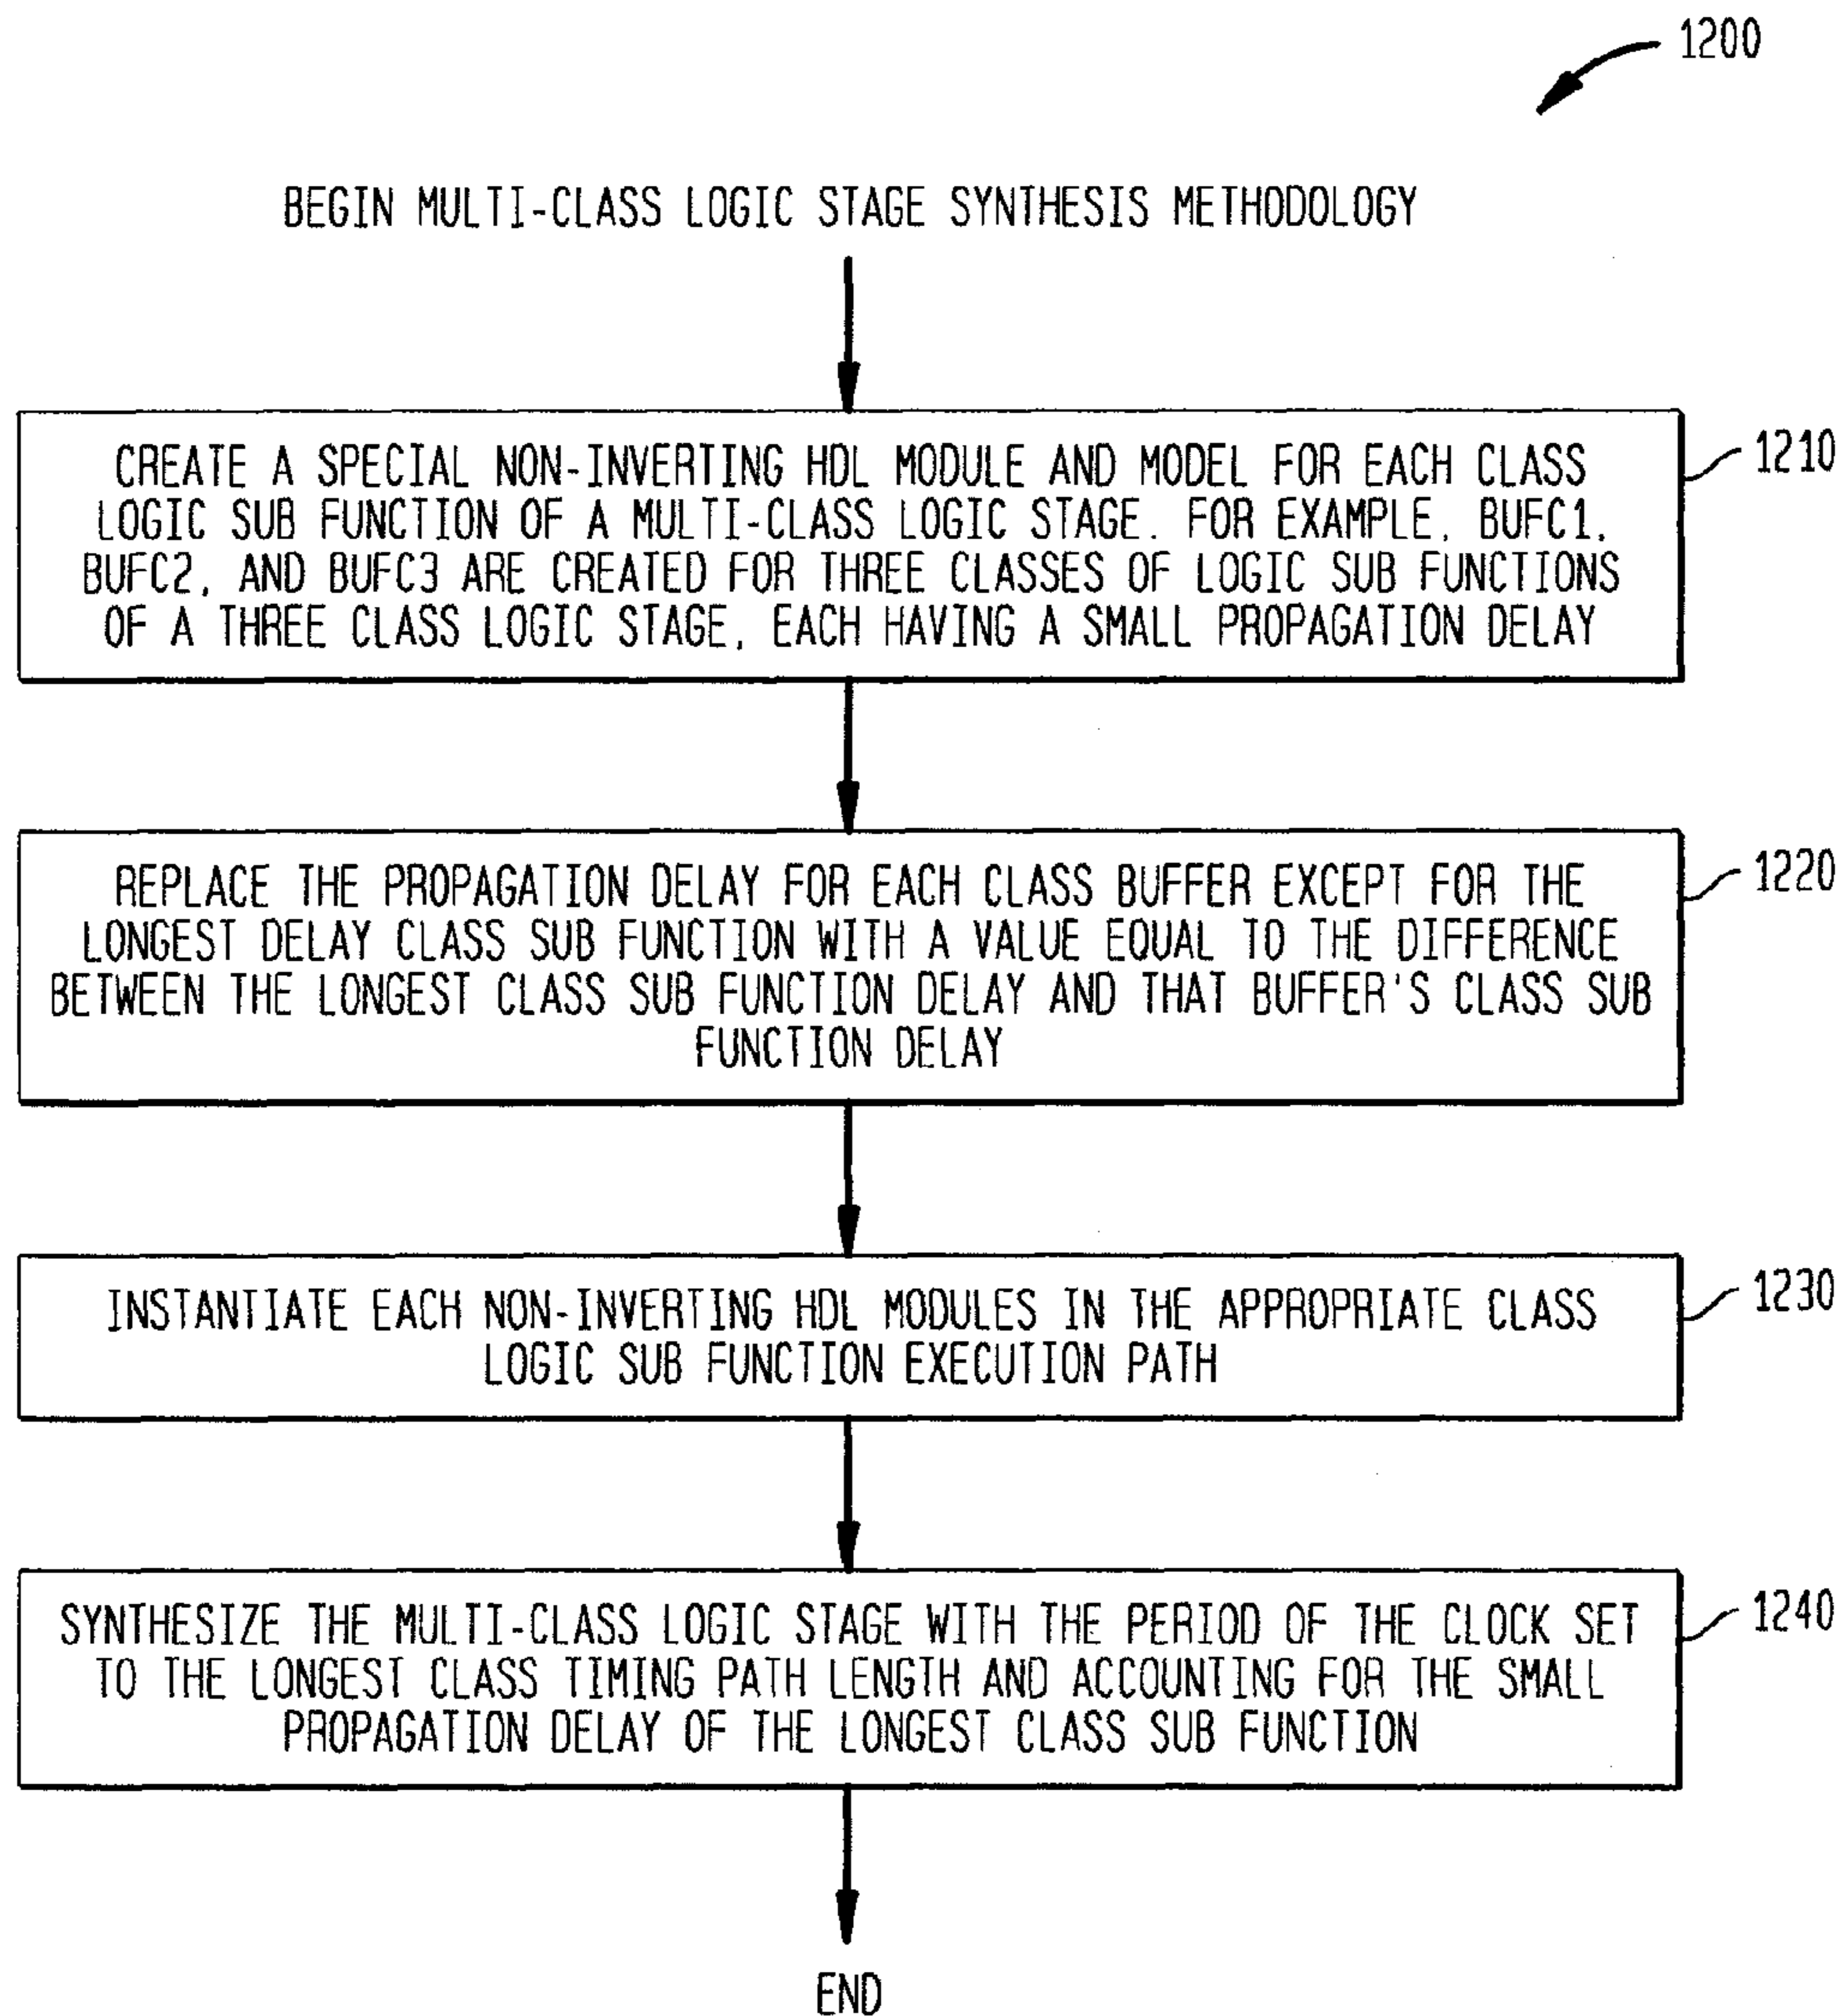 1200
BEGIN MULTI-CLASS LOGIC STAGE SYNTHESIS METHODOLOGY
CREATE A SPECIAL NON-INVERTING HDL MODULE AND MODEL FOR EACH CLASS
LOGIC SUB FUNCTION OF A MULTI-CLASS LOGIC STAGE. FOR EXAMPLE, BUFC1,
BUFC2, AND BUFC3 ARE CREATED FOR THREE CLASSES OF LOGIC SUB FUNCTIONS
OF A THREE CLASS LOGIC STAGE, EACH HAVING A SMALL PROPAGATION DELAY
1210
REPLACE THE PROPAGATION DELAY FOR EACH CLASS BUFFER EXCEPT FOR THE
LONGEST DELAY CLASS SUB FUNCTION WITH A VALUE EQUAL TO THE DIFFERENCE
BETWEEN THE LONGEST CLASS SUB FUNCTION DELAY AND THAT BUFFER'S CLASS SUB
FUNCTION DELAY
1220
INSTANTIATE EACH NON-INVERTING HDL MODULES IN THE APPROPRIATE CLASS
LOGIC SUB FUNCTION EXECUTION PATH
1230
SYNTHESIZE THE MULTI-CLASS LOGIC STAGE WITH THE PERIOD OF THE CLOCK SET
TO THE LONGEST CLASS TIMING PATH LENGTH AND ACCOUNTING FOR THE SMALL
PROPAGATION DELAY OF THE LONGEST CLASS SUB FUNCTION
1240
END